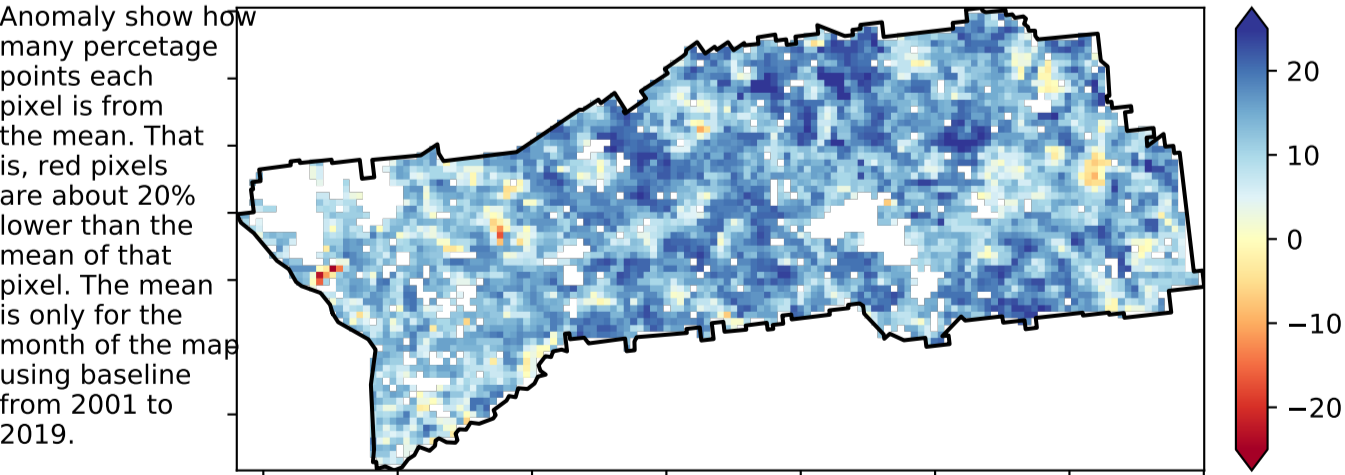 Anomaly show how
many percetage
points each
pixel is from
the mean. That
is, red pixels
are about 20%
lower than the
mean of that
pixel. The mean
is only for the
month of the map
using baseline
from 2001 to
2019.
20
10
0
−10
−20